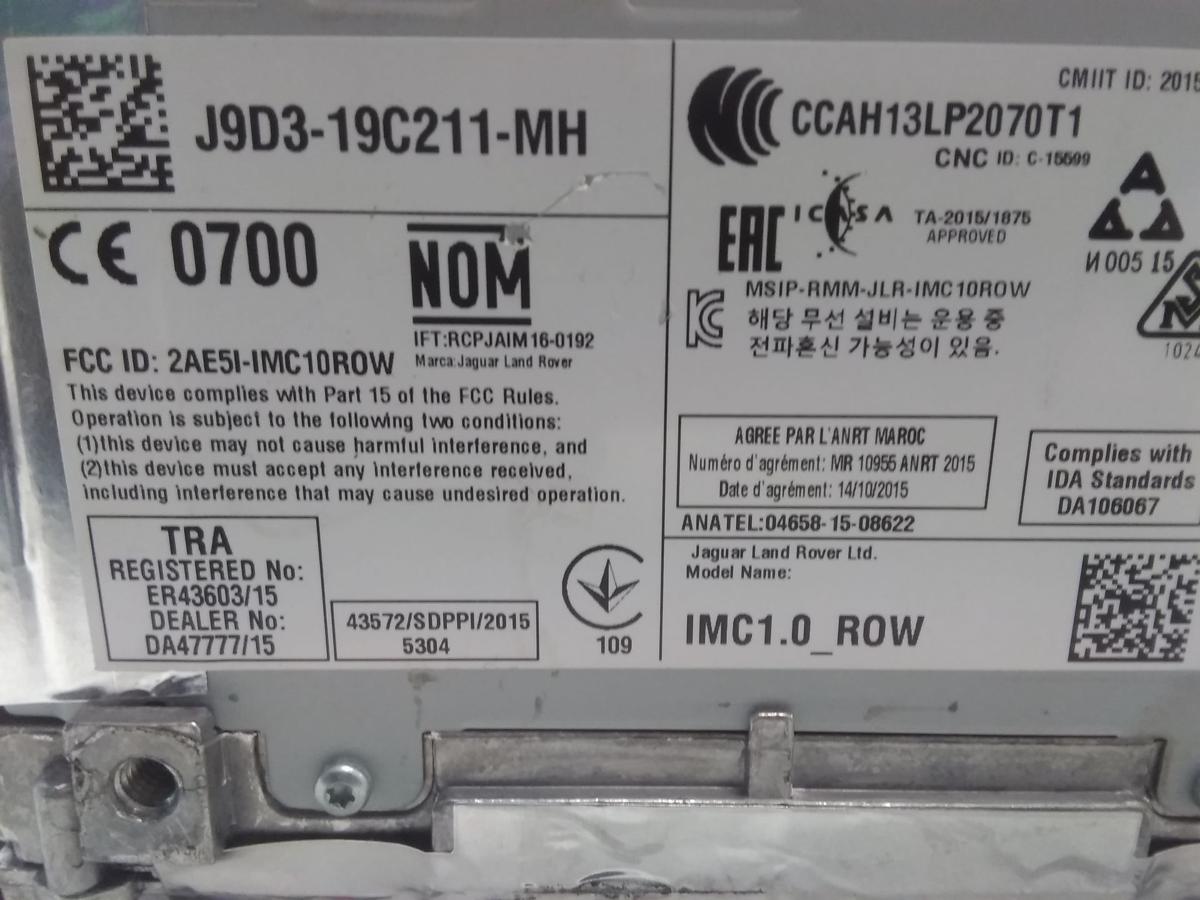 J9D3-19C211-MH
CE 0700
NOM
IFT:RCPJAIM16-0192
Marca:Jaguar Land Rover
FCC ID: 2AE5I-IMC10ROW
This device complies with Part 15 of the FCC Rules.
Operation is subject to the following two conditions:
(1)this device may not cause harmful interference, and
(2)this device must accept any interference received,
including interference that may cause undesired operation.
TRA
REGISTERED No:
ER43603/15
DEALER No:
DA47777/15
43572/SDPPI/2015
5304
109
CMIIT ID: 2015
CCAH13LP2070T1
CNC ID: C-15599
EAC
ICASA
TA-2015/1875
APPROVED
И 005 15
MSIP-RMM-JLR-IMC10ROW
해당 무선 설비는 운용 중
전파혼신 가능성이 있음.
1024
AGREE PAR L'ANRT MAROC
Numéro d'agrément: MR 10955 ANRT 2015
Date d'agrément: 14/10/2015
Complies with
IDA Standards
DA106067
ANATEL:04658-15-08622
Jaguar Land Rover Ltd.
Model Name:
IMC1.0_ROW